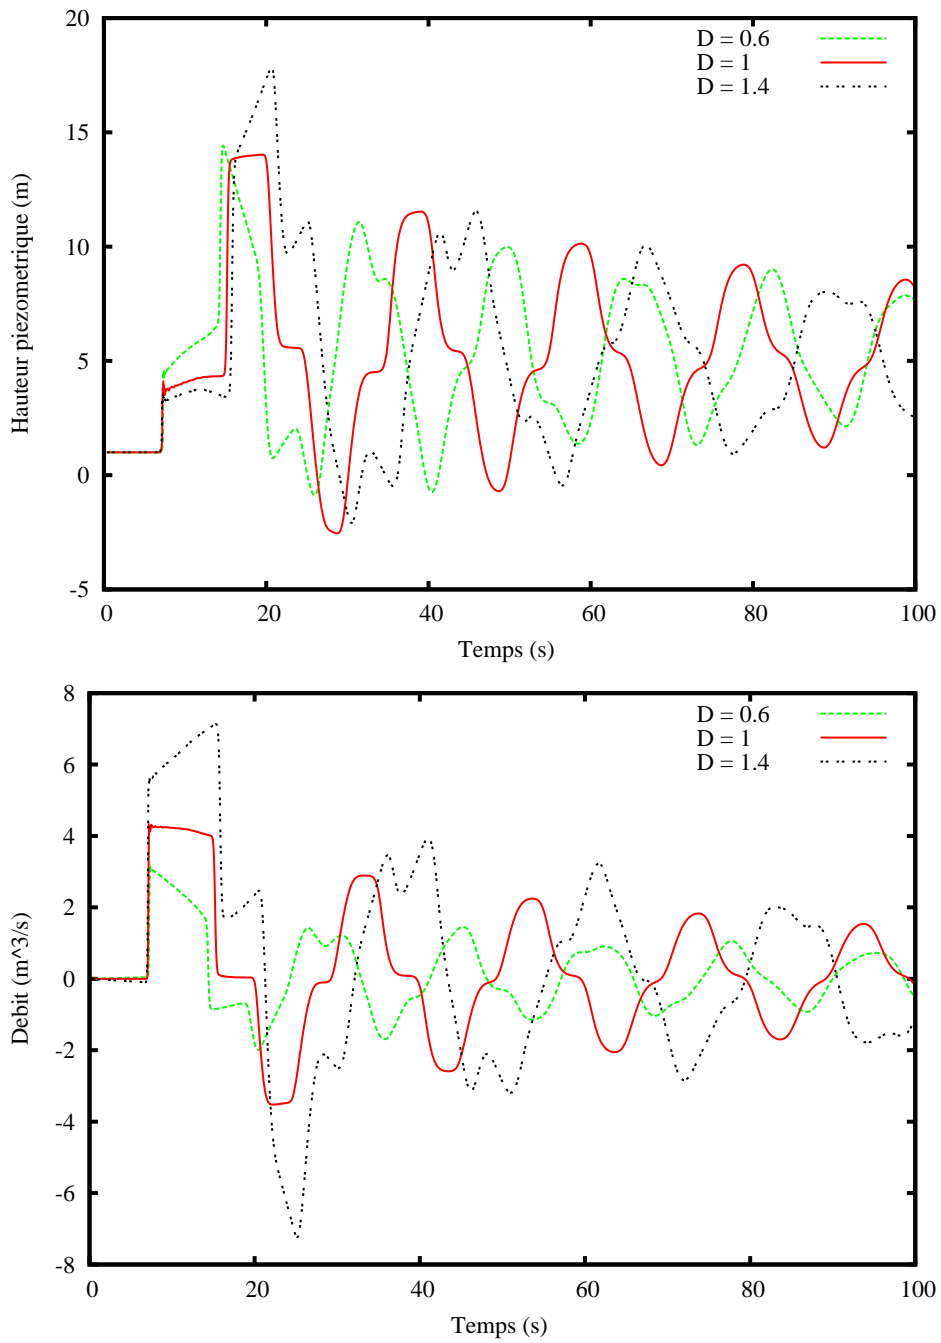 20
15
10
5
0
-5
Hauteur piezometrique (m)
D = 0.6
D = 1
D = 1.4
0
20
40
60
80
100
Temps (s)
8
6
4
2
0
-2
-4
-6
-8
Debit (m^3/s)
D = 0.6
D = 1
D = 1.4
0
20
40
60
80
100
Temps (s)